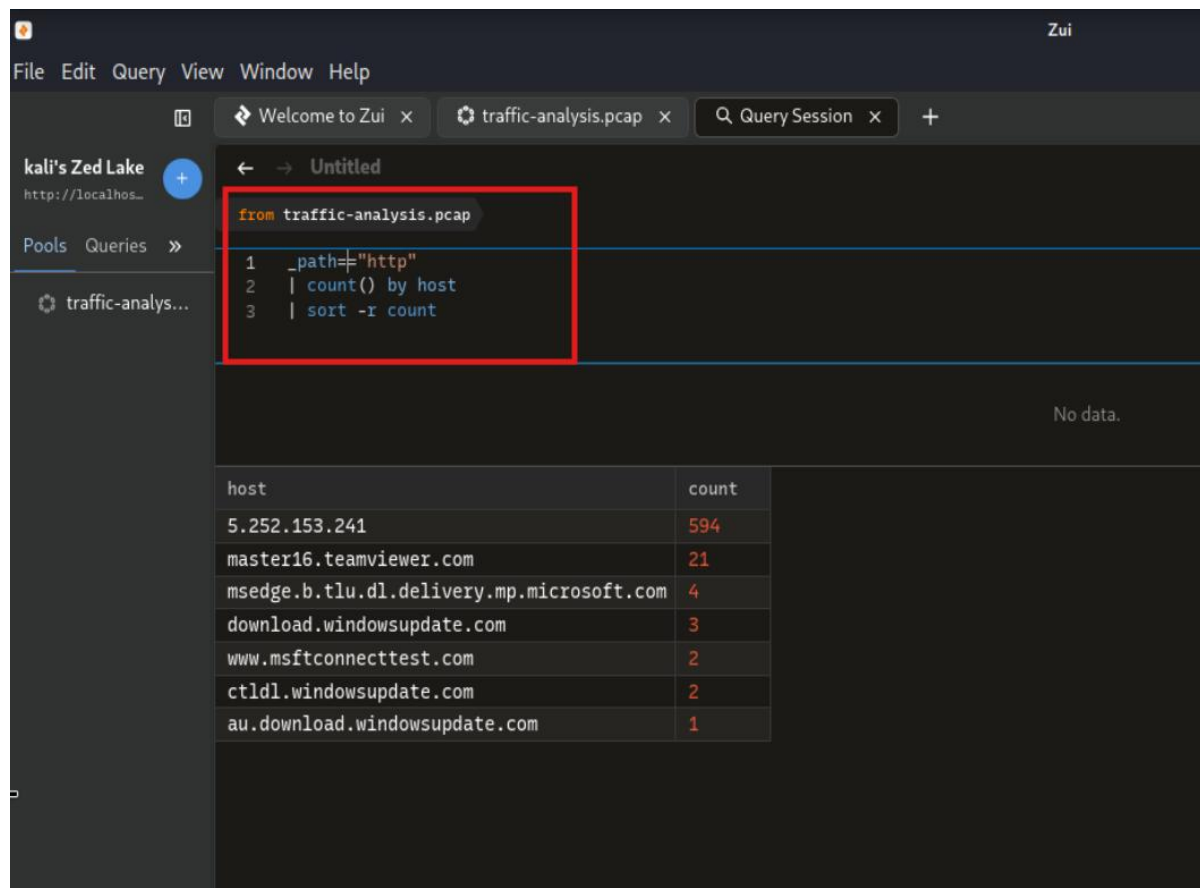 Zui
File Edit Query View Window Help
Welcome to Zui × traffic-analysis.pcap × Query Session × +
kali's Zed Lake +
http://localhos…
← → Untitled
from traffic-analysis.pcap
Pools Queries »
traffic-analys...
1 _path=="http"
2 | count() by host
3 | sort -r count
No data.
host count
5.252.153.241 594
master16.teamviewer.com 21
msedge.b.tlu.dl.delivery.mp.microsoft.com 4
download.windowsupdate.com 3
www.msftconnecttest.com 2
ctldl.windowsupdate.com 2
au.download.windowsupdate.com 1